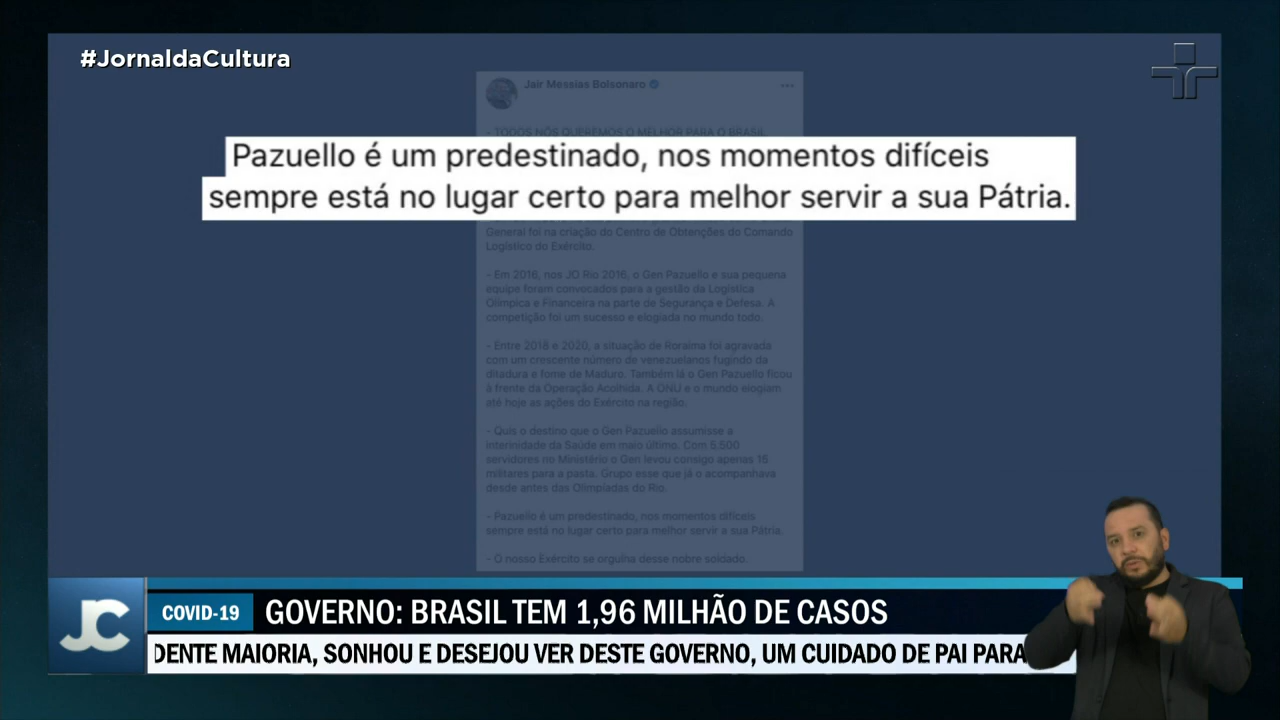 #JornaldaCultura
Jair Messias Bolsonaro
- TODOS NÓS QUEREMOS O MELHOR PARA O BRASIL
Pazuello é um predestinado, nos momentos difíceis
sempre está no lugar certo para melhor servir a sua Pátria.
General foi na criação do Centro de Obtenções do Comando
Logístico do Exército.
- Em 2016, nos JO Rio 2016, o Gen Pazuello e sua pequena
equipe foram convocados para a gestão da Logística
Olímpica e Financeira na parte de Segurança e Defesa. A
competição foi um sucesso e elogiada no mundo todo.
- Entre 2018 e 2020, a situação de Roraima foi agravada
com um crescente número de venezuelanos fugindo da
ditadura e fome de Maduro. Também lá o Gen Pazuello ficou
à frente da Operação Acolhida. A ONU e o mundo elogiam
até hoje as ações do Exército na região.
- Quis o destino que o Gen Pazuello assumisse a
interinidade da Saúde em maio último. Com 5.500
servidores no Ministério o Gen levou consigo apenas 16
militares para a pasta. Grupo esse que já o acompanhava
desde antes das Olimpíadas do Rio.
- Pazuello é um predestinado, nos momentos difíceis
sempre está no lugar certo para melhor servir a sua Pátria.
- O nosso Exército se orgulha desse nobre soldado.
JC
COVID-19
GOVERNO: BRASIL TEM 1,96 MILHÃO DE CASOS
DENTE MAIORIA, SONHOU E DESEJOU VER DESTE GOVERNO, UM CUIDADO DE PAI PARA